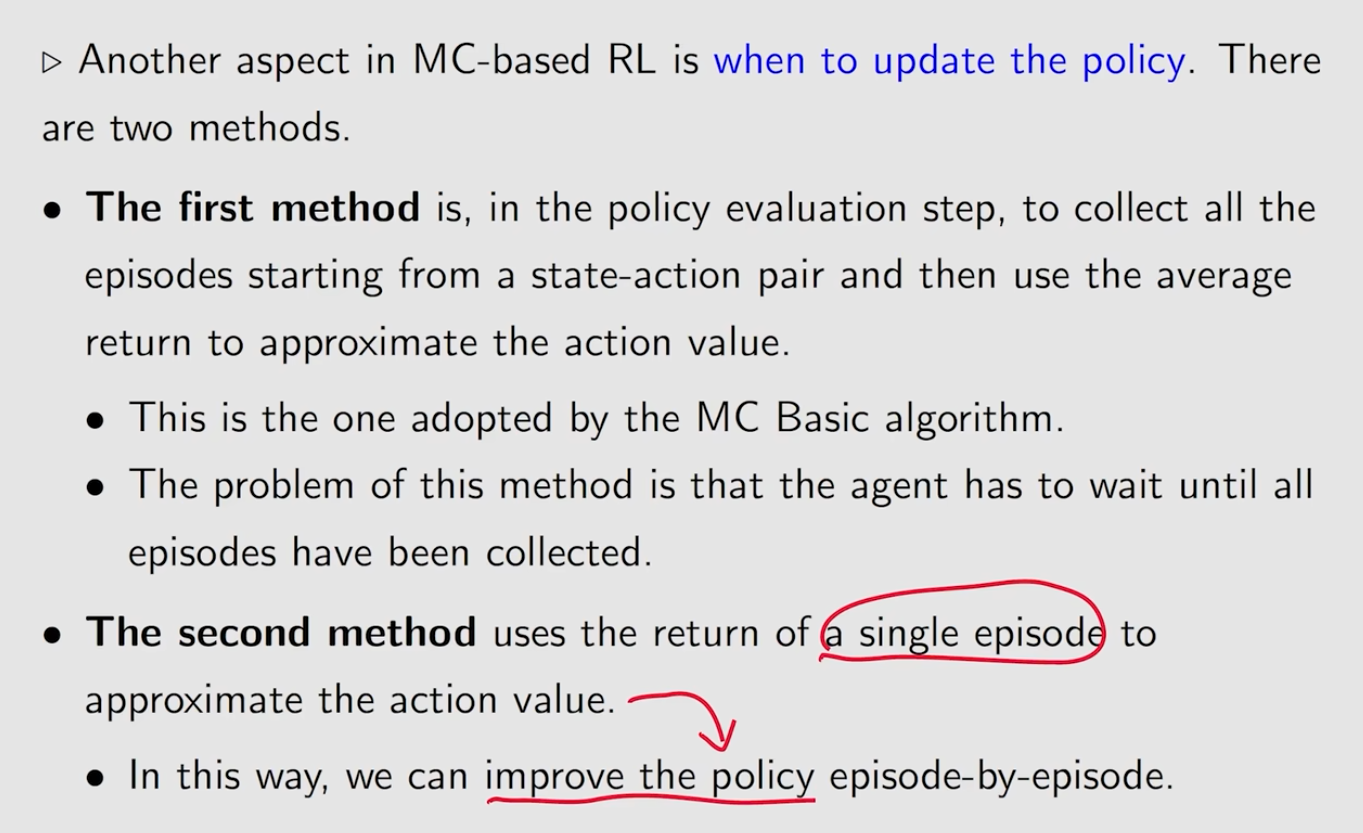 ▷ Another aspect in MC-based RL is when to update the policy. There
are two methods.
• The first method is, in the policy evaluation step, to collect all the
episodes starting from a state-action pair and then use the average
return to approximate the action value.
• This is the one adopted by the MC Basic algorithm.
• The problem of this method is that the agent has to wait until all
episodes have been collected.
• The second method uses the return of a single episode to
approximate the action value.
• In this way, we can improve the policy episode-by-episode.